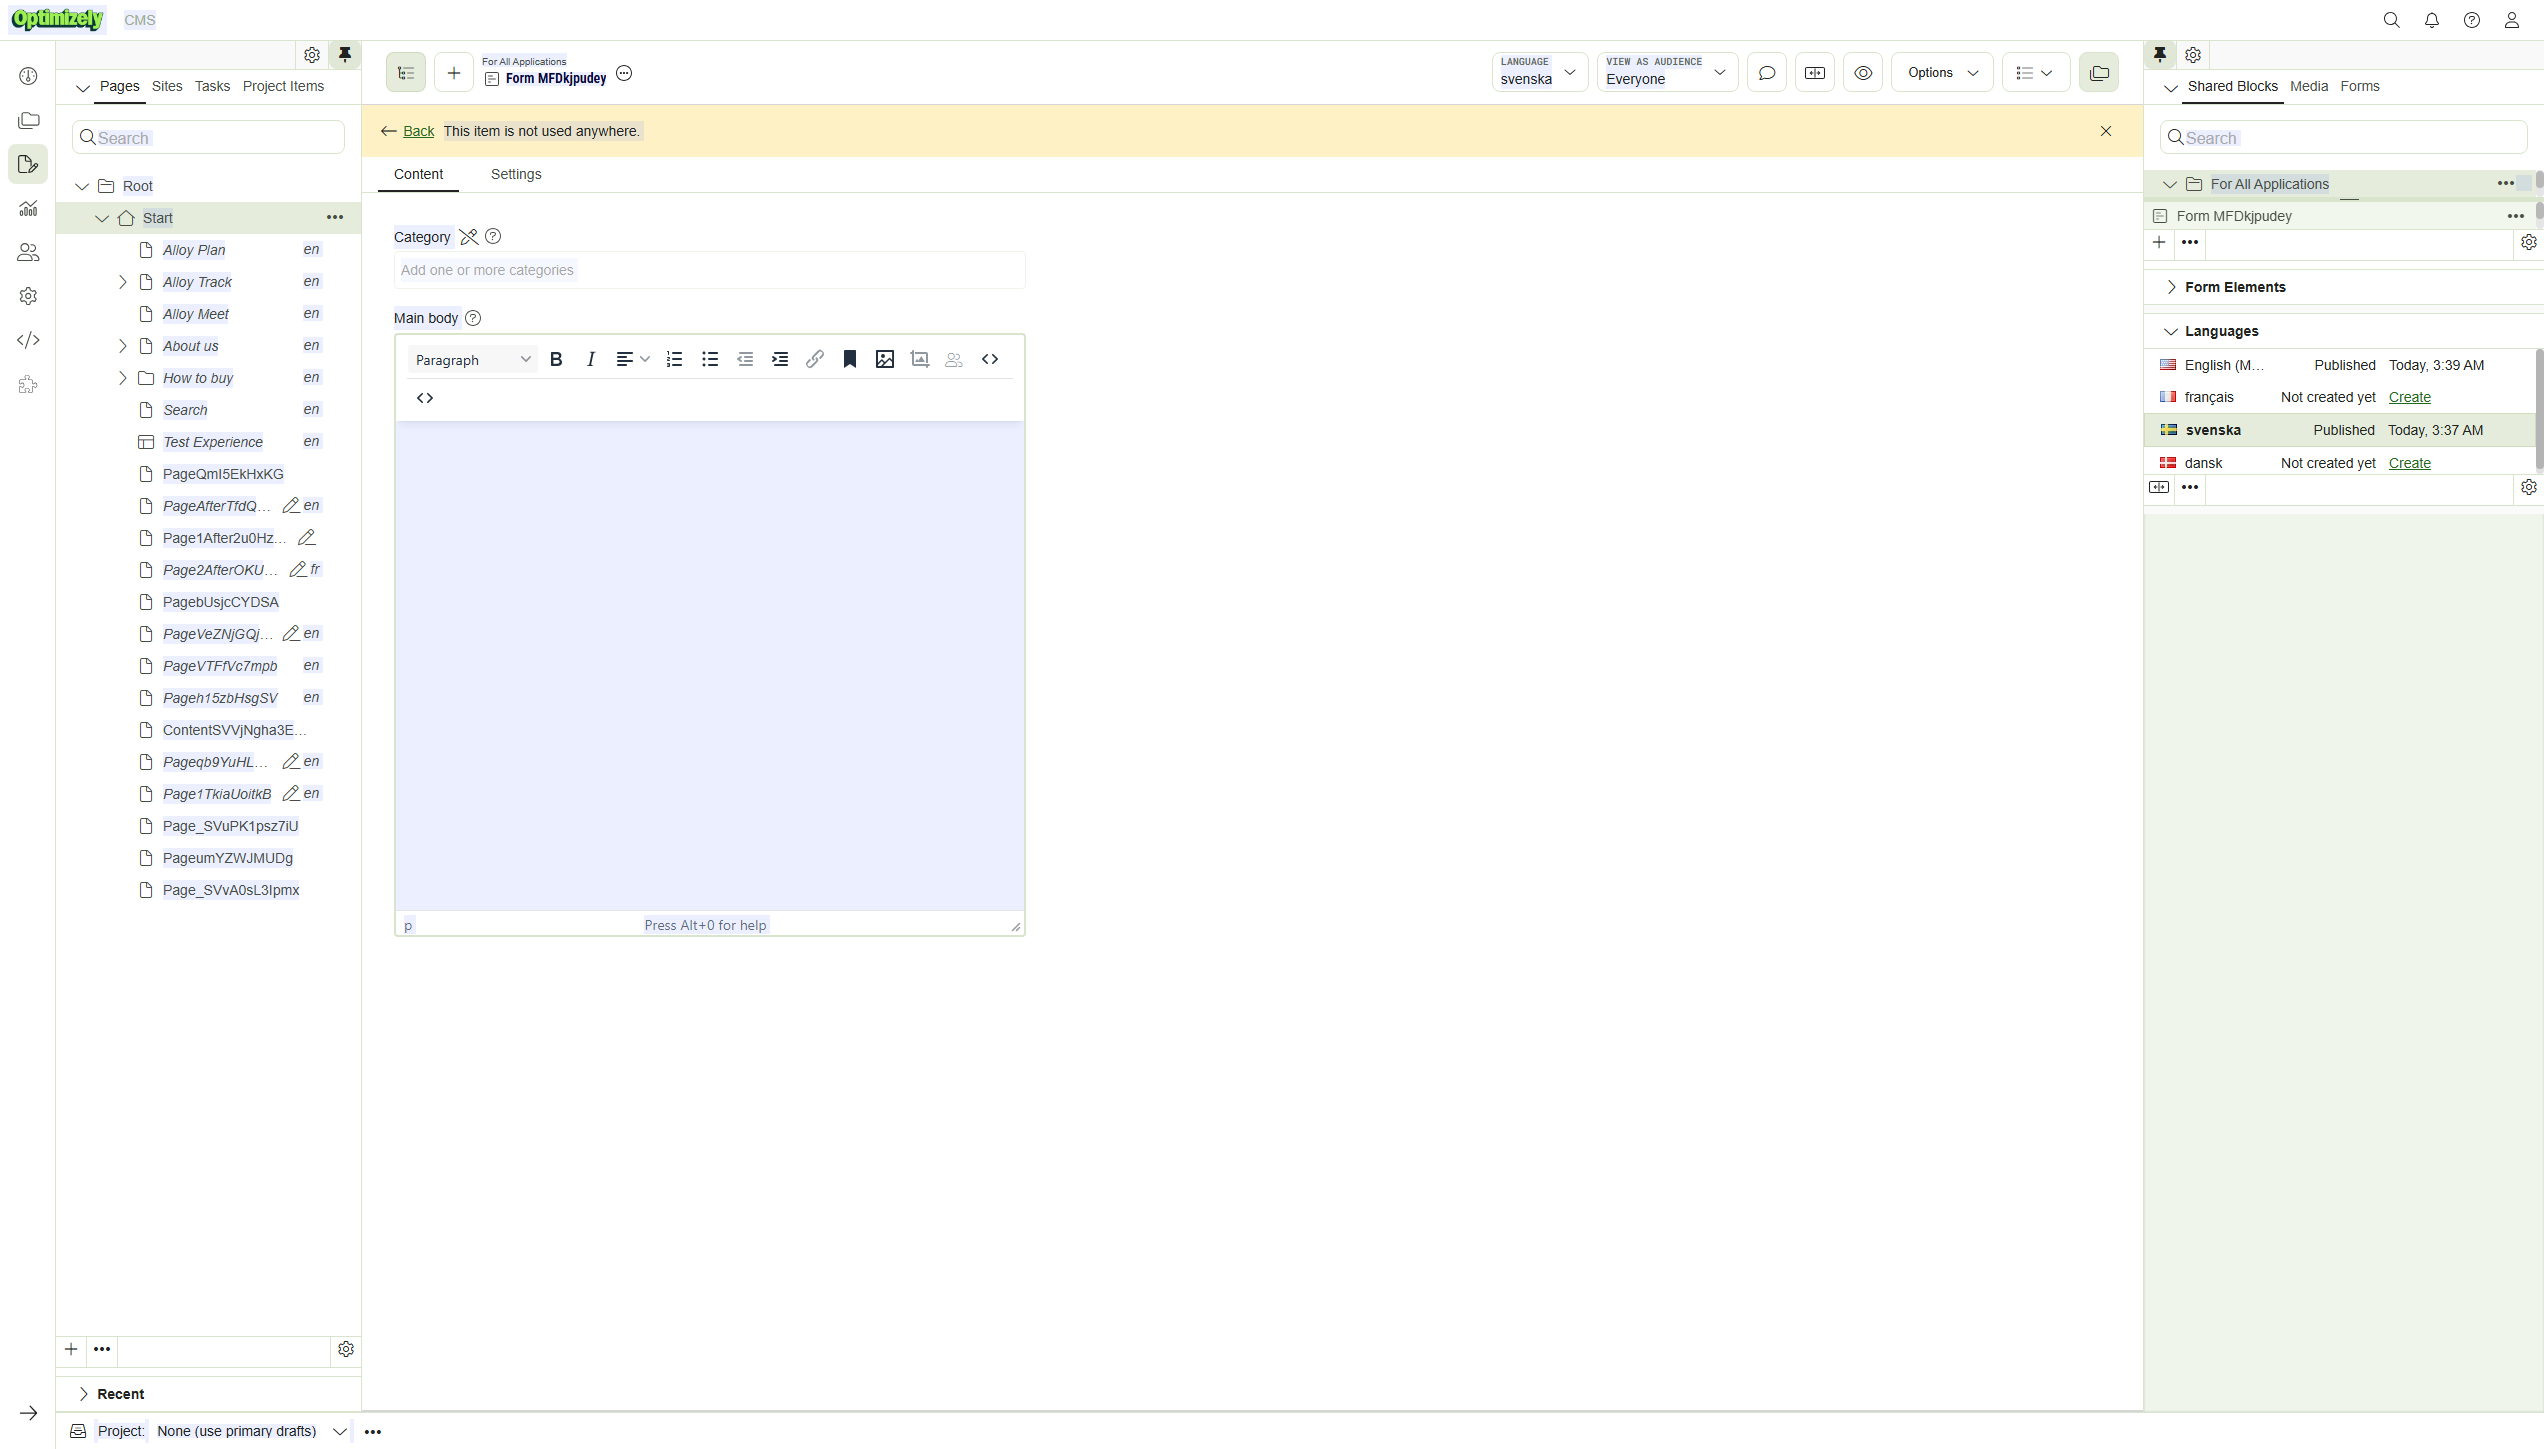 Optimizely CMS
Pages Sites Tasks Project Items
Search
Root
Start
Alloy Plan en
Alloy Track en
Alloy Meet en
About us en
How to buy en
Search en
Test Experience en
PageQmI5EkHxKG
PageAfterTfdQ... en
Page1After2u0Hz...
Page2AfterOKU... fr
PagebUsjcCYDSA
PageVeZNjGQj... en
PageVTFfVc7mpb en
Pageh15zbHsgSV en
ContentSVVjNgha3E...
Pageqb9YuHL... en
Page1TkiaUoitkB en
Page_SVuPK1psz7iU
PageumYZWJMUDg
Page_SVvA0sL3Ipmx
Recent
Project: None (use primary drafts)
For All Applications
Form MFDkjpudey
LANGUAGE
svenska
VIEW AS AUDIENCE
Everyone
Options
Back This item is not used anywhere.
Content Settings
Category
Add one or more categories
Main body
Paragraph
p Press Alt+0 for help
Shared Blocks Media Forms
Search
For All Applications
Form MFDkjpudey
Form Elements
Languages
English (M... Published Today, 3:39 AM
français Not created yet Create
svenska Published Today, 3:37 AM
dansk Not created yet Create